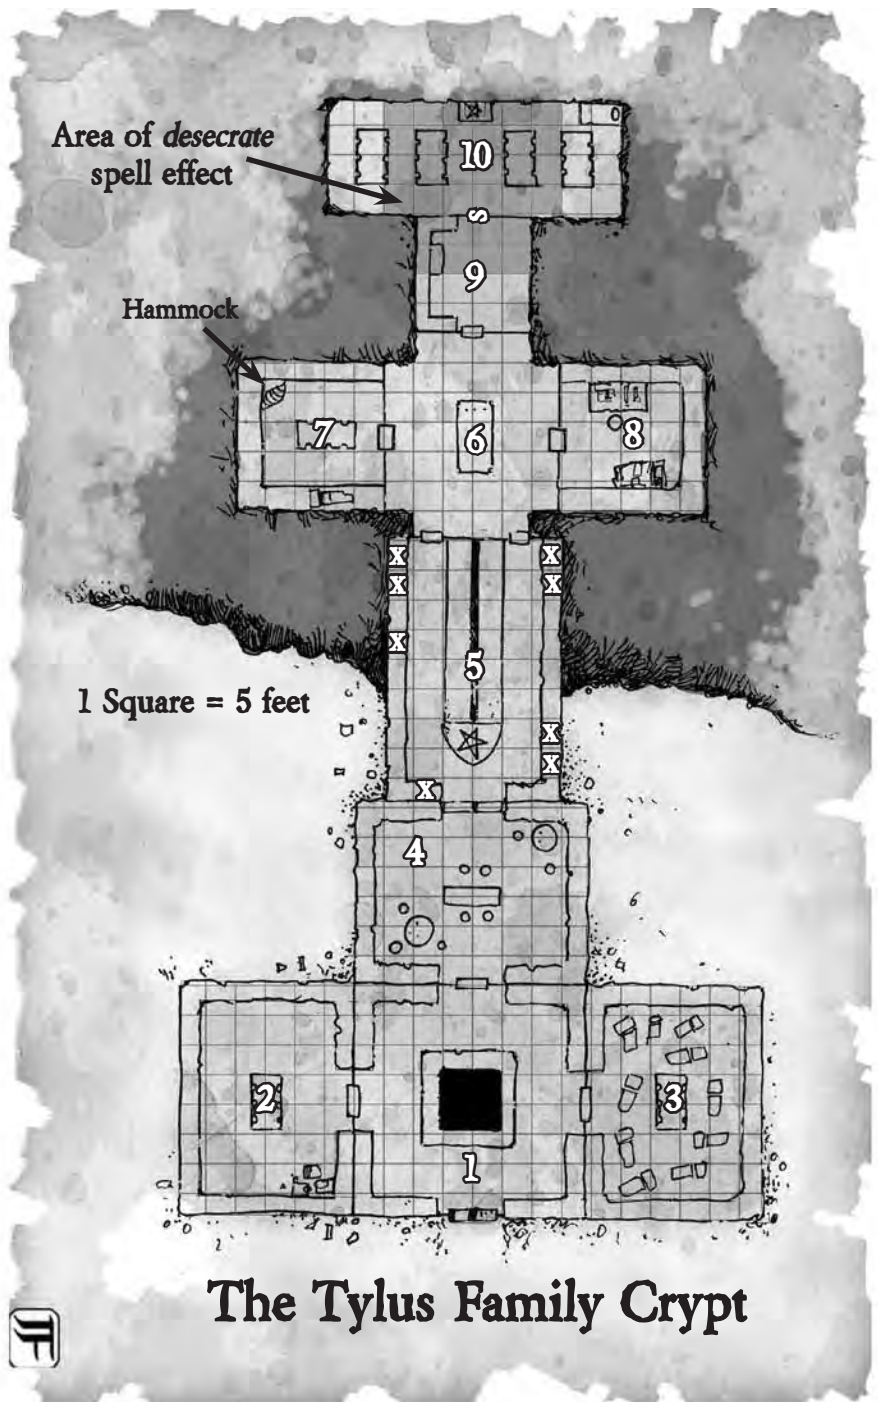 Area of desecrate
spell effect
10
S
9
Hammock
7
6
8
X
X
X
X
X
5
1 Square = 5 feet
X
X
X
4
2
3
1
The Tylus Family Crypt
TF